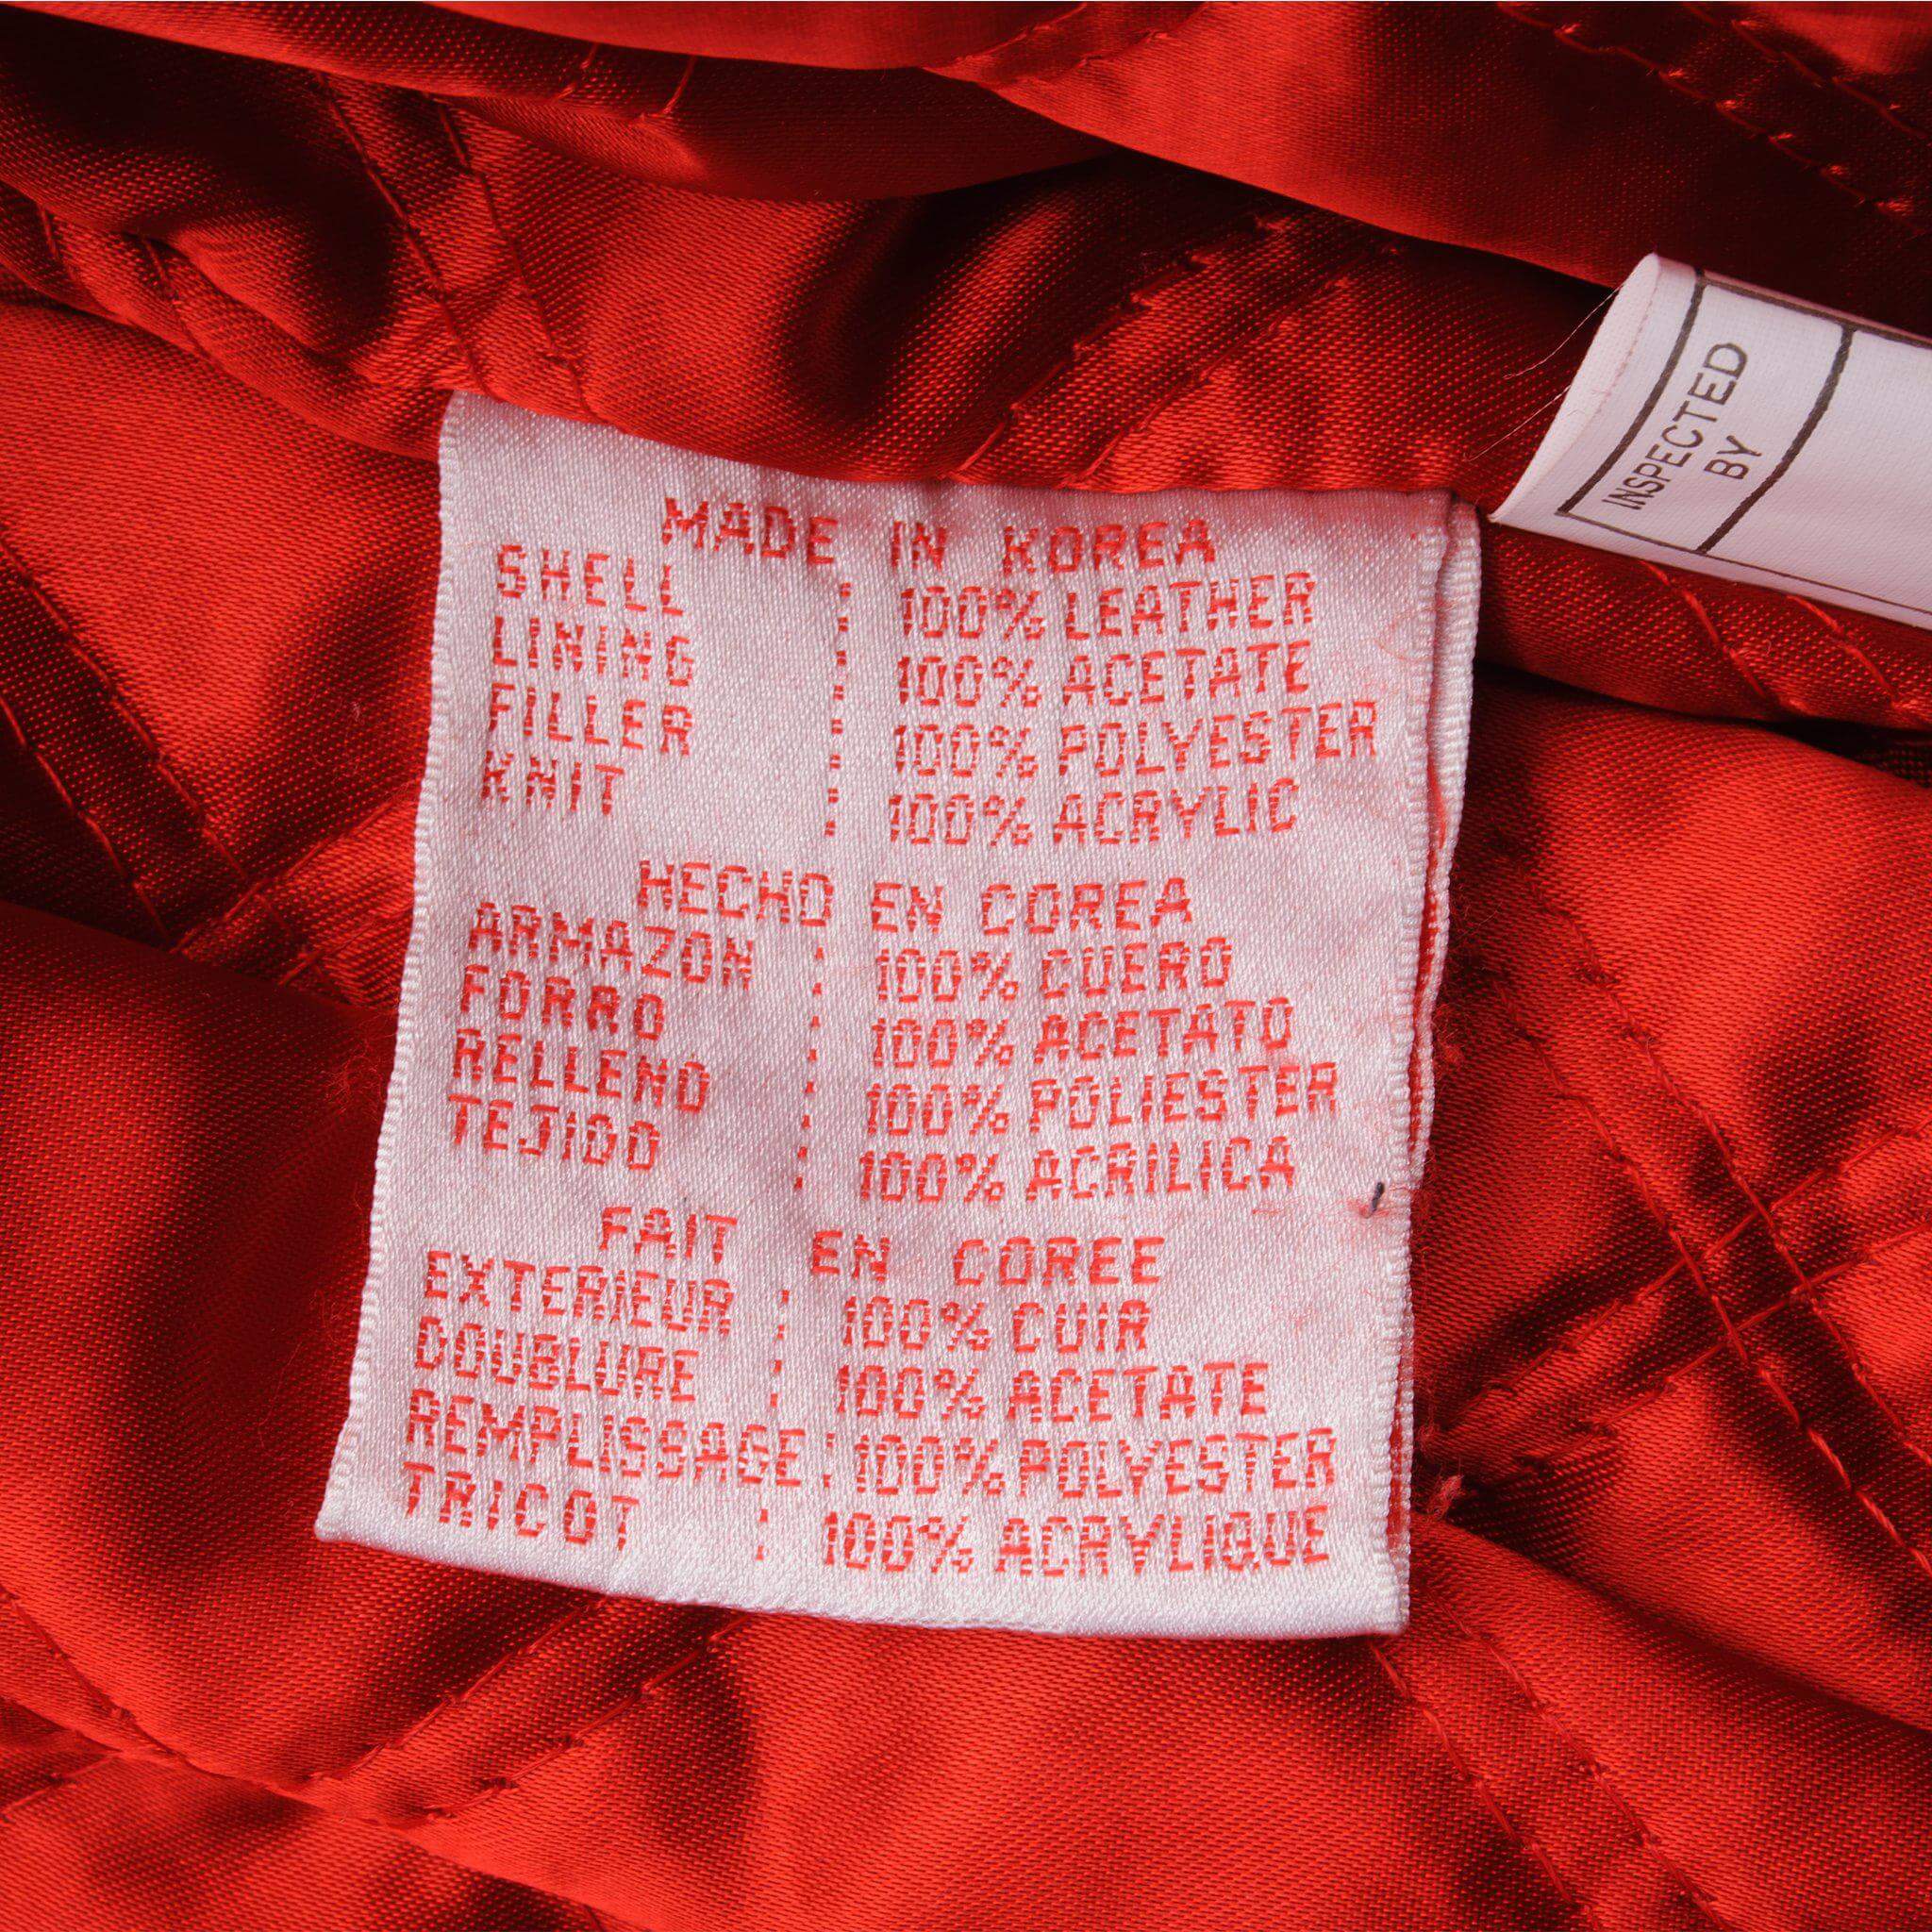 MADE IN KOREA
SHELL : 100% LEATHER
LINING : 100% ACETATE
FILLER : 100% POLYESTER
KNIT : 100% ACRYLIC
HECHO EN COREA
ARMAZON : 100% CUERO
FORRO : 100% ACETATO
RELLENO : 100% POLIESTER
TEJIDO : 100% ACRILICA
FAIT EN COREE
EXTERIEUR : 100% CUIR
DOUBLURE : 100% ACETATE
REMPLISSAGE : 100% POLYESTER
TRICOT : 100% ACRYLIQUE
INSPECTED
BY